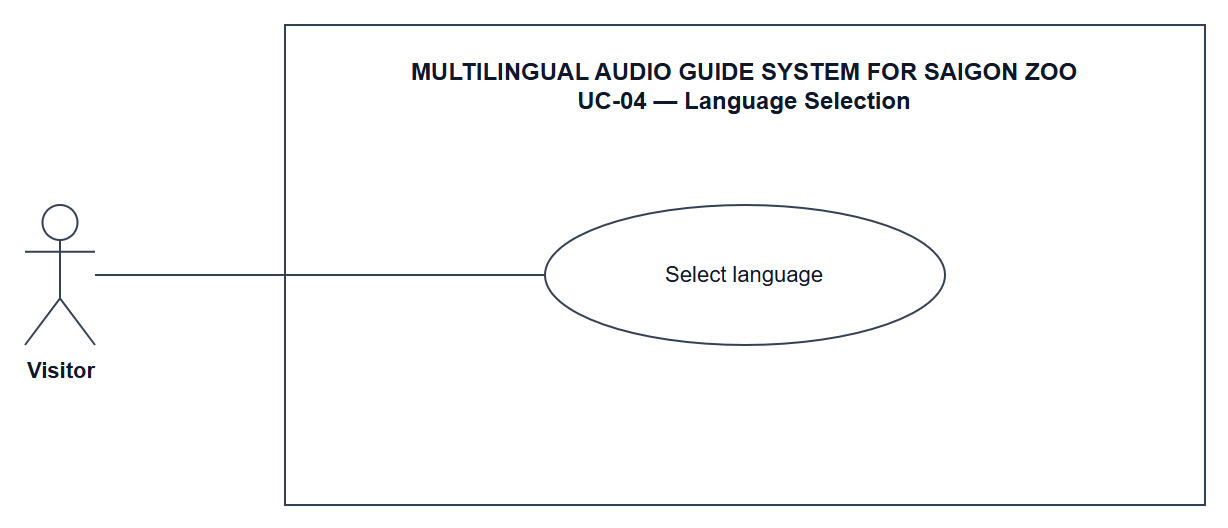 MULTILINGUAL AUDIO GUIDE SYSTEM FOR SAIGON ZOO
UC-04 — Language Selection
Select language
Visitor